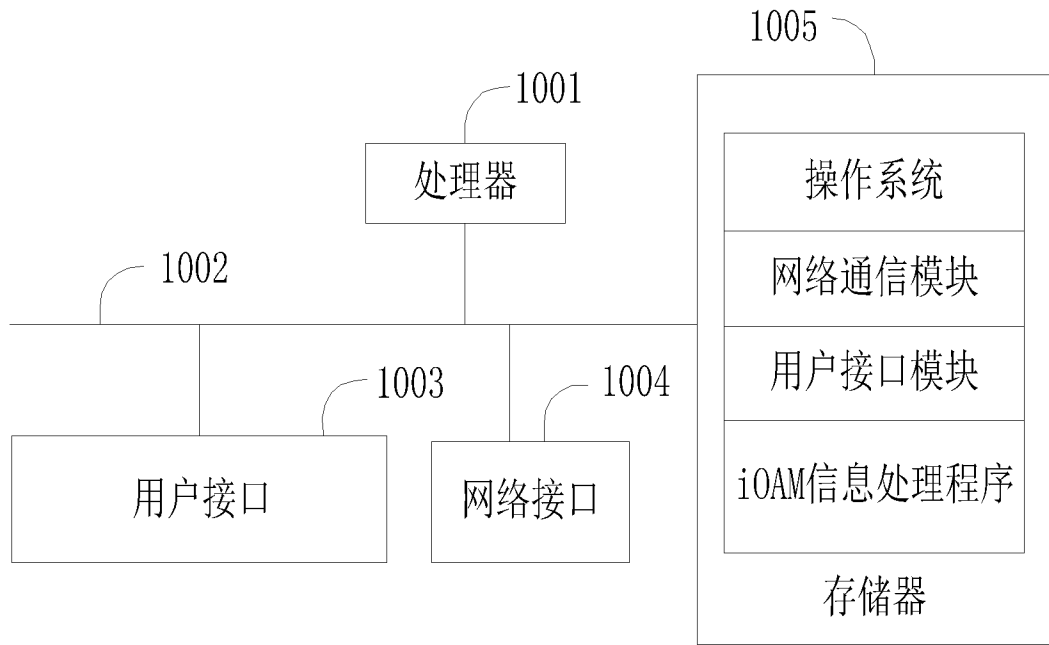 1005
1001
处理器
操作系统
1002
网络通信模块
1003
1004
用户接口模块
用户接口
网络接口
iOAM信息处理程序
存储器